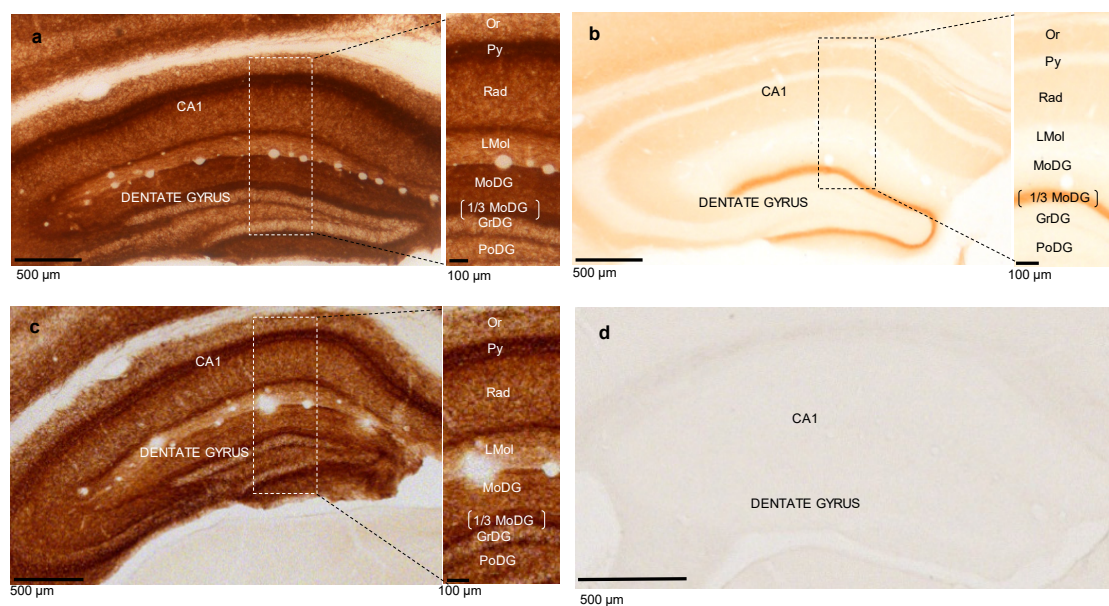 a
Or
Py
CA1
Rad
LMol
MoDG
DENTATE GYRUS
1/3 MoDG
GrDG
PoDG
500 µm
100 µm
b
Or
Py
CA1
Rad
LMol
MoDG
DENTATE GYRUS
1/3 MoDG
GrDG
PoDG
500 µm
100 µm
c
Or
Py
CA1
Rad
LMol
DENTATE GYRUS
MoDG
1/3 MoDG
GrDG
PoDG
500 µm
100 µm
d
CA1
DENTATE GYRUS
500 µm